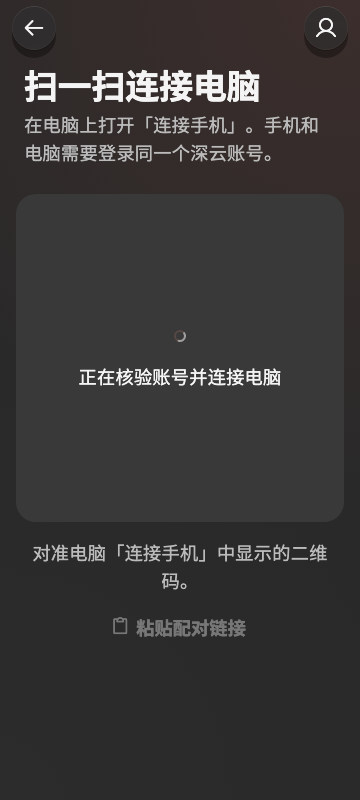 扫一扫连接电脑
在电脑上打开「连接手机」。手机和
电脑需要登录同一个深云账号。
正在核验账号并连接电脑
对准电脑「连接手机」中显示的二维
码。
粘贴配对链接